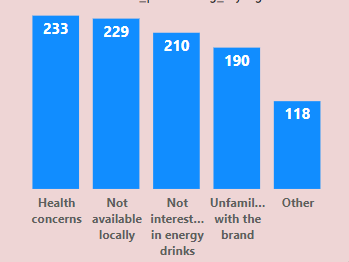 233
229
210
190
118
Health
concerns
Not
available
locally
Not
interest...
in energy
drinks
Unfamil...
with the
brand
Other